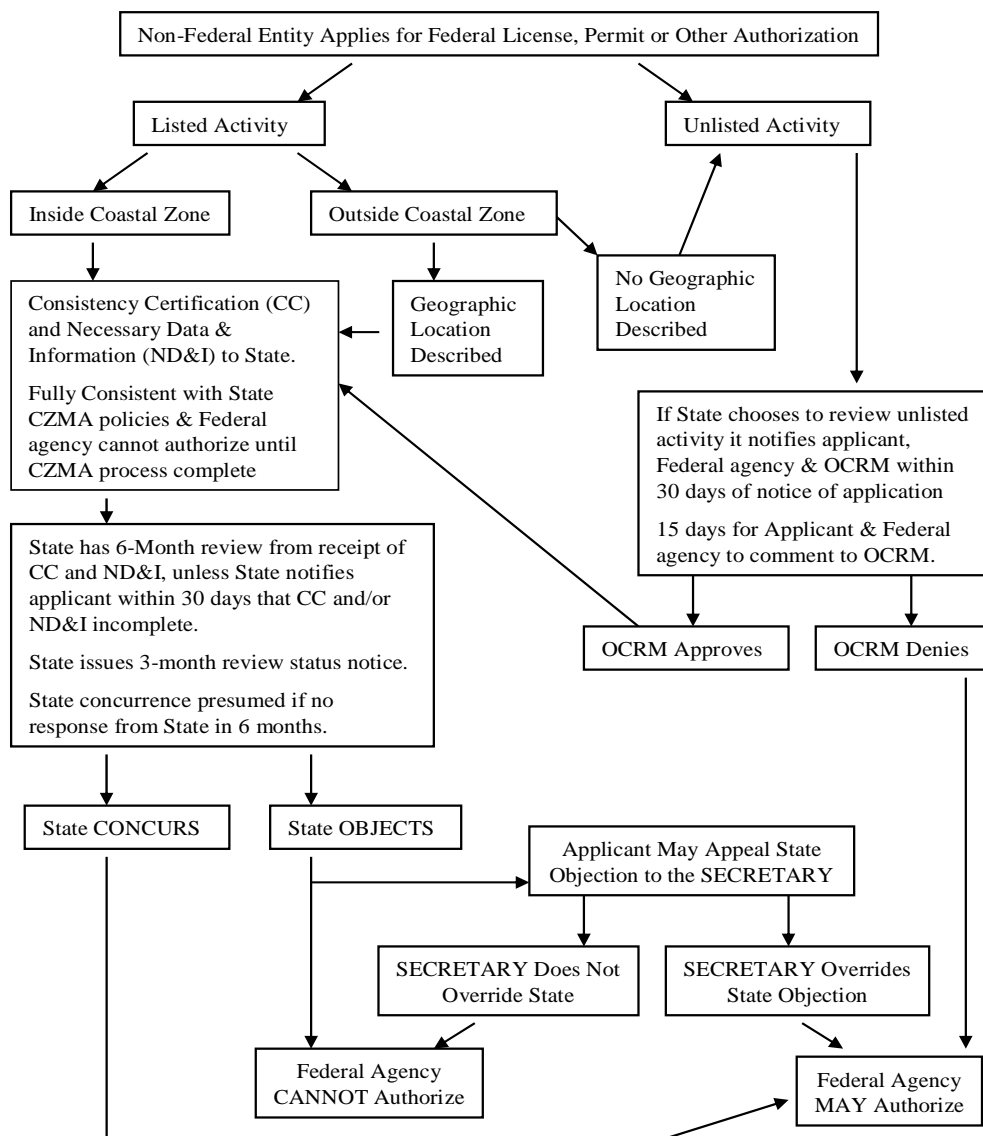 Non-Federal Entity Applies for Federal License, Permit or Other Authorization
Listed Activity
Unlisted Activity
Inside Coastal Zone
Outside Coastal Zone
No Geographic
Location
Described
Consistency Certification (CC)
and Necessary Data &
Information (ND&I) to State.
Fully Consistent with State
CZMA policies & Federal
agency cannot authorize until
CZMA process complete
Geographic
Location
Described
If State chooses to review unlisted
activity it notifies applicant,
Federal agency & OCRM within
30 days of notice of application
15 days for Applicant & Federal
agency to comment to OCRM.
State has 6-Month review from receipt of
CC and ND&I, unless State notifies
applicant within 30 days that CC and/or
ND&I incomplete.
State issues 3-month review status notice.
State concurrence presumed if no
response from State in 6 months.
OCRM Approves
OCRM Denies
State CONCURS
State OBJECTS
Applicant May Appeal State
Objection to the SECRETARY
SECRETARY Does Not
Override State
SECRETARY Overrides
State Objection
Federal Agency
CANNOT Authorize
Federal Agency
MAY Authorize